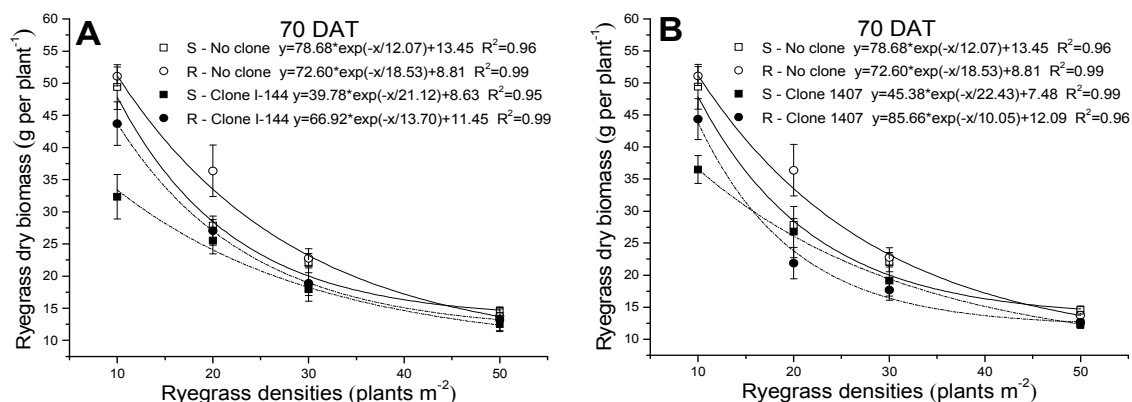 A
70 DAT
S - No clone y=78.68*exp(-x/12.07)+13.45 R²=0.96
R - No clone y=72.60*exp(-x/18.53)+8.81 R²=0.99
S - Clone I-144 y=39.78*exp(-x/21.12)+8.63 R²=0.95
R - Clone I-144 y=66.92*exp(-x/13.70)+11.45 R²=0.99
Ryegrass dry biomass (g per plant⁻¹)
60
55
50
45
40
35
30
25
20
15
10
10 20 30 40 50
Ryegrass densities (plants m⁻²)
B
70 DAT
S - No clone y=78.68*exp(-x/12.07)+13.45 R²=0.96
R - No clone y=72.60*exp(-x/18.53)+8.81 R²=0.99
S - Clone 1407 y=45.38*exp(-x/22.43)+7.48 R²=0.99
R - Clone 1407 y=85.66*exp(-x/10.05)+12.09 R²=0.96
Ryegrass dry biomass (g per plant⁻¹)
60
55
50
45
40
35
30
25
20
15
10
10 20 30 40 50
Ryegrass densities (plants m⁻²)